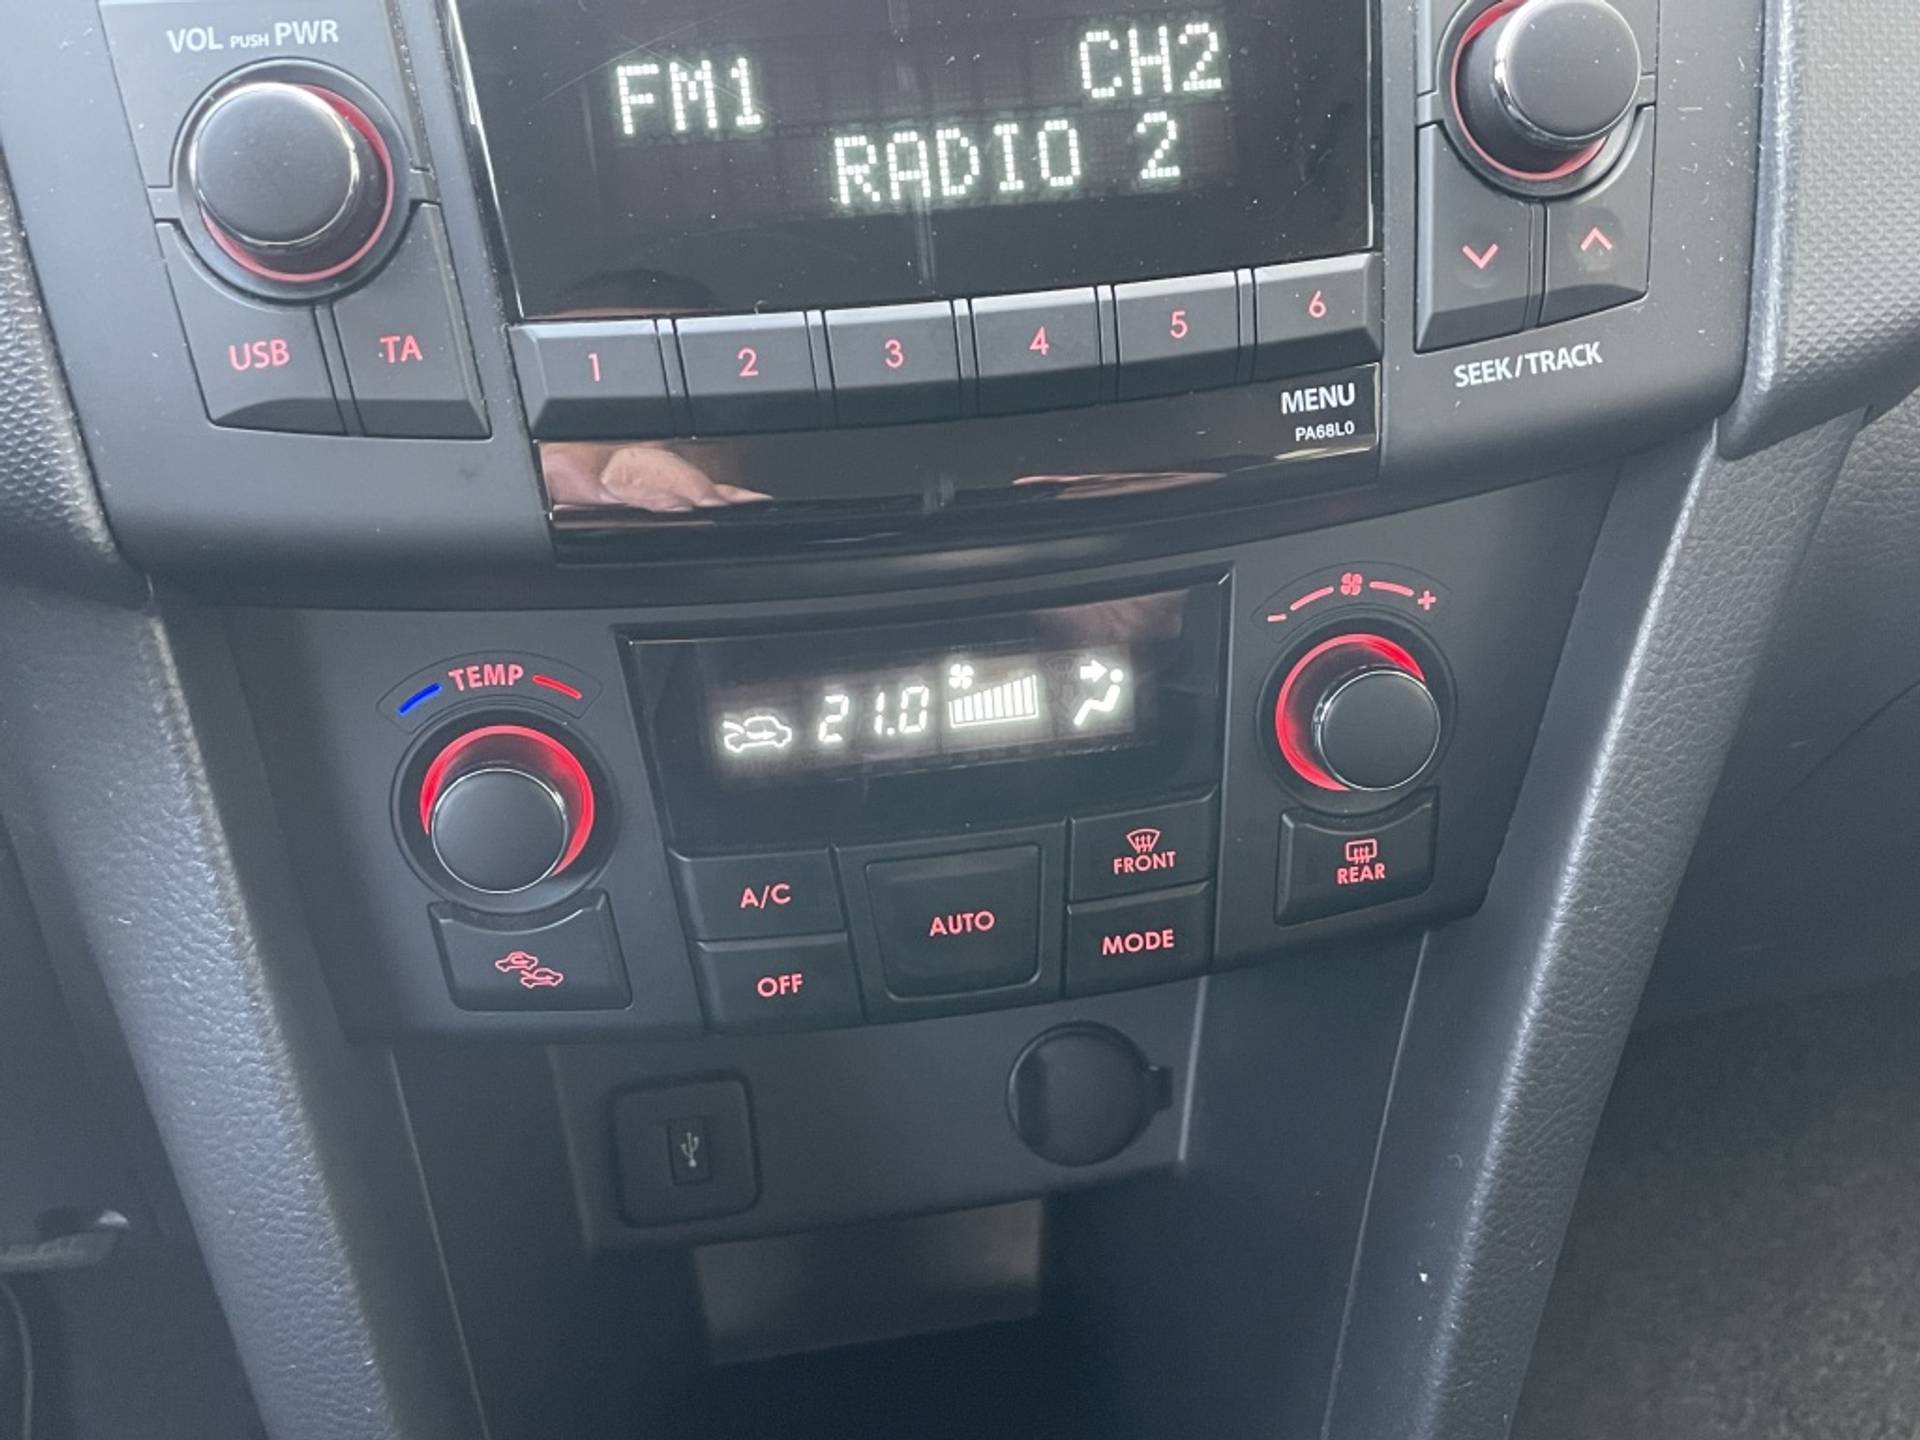 VOL PUSH PWR
FM1 CH2
RADIO 2
USB TA
1 2 3 4 5 6
MENU
PA68L0
SEEK/TRACK
TEMP
21.0
- +
A/C
OFF
AUTO
FRONT
MODE
REAR